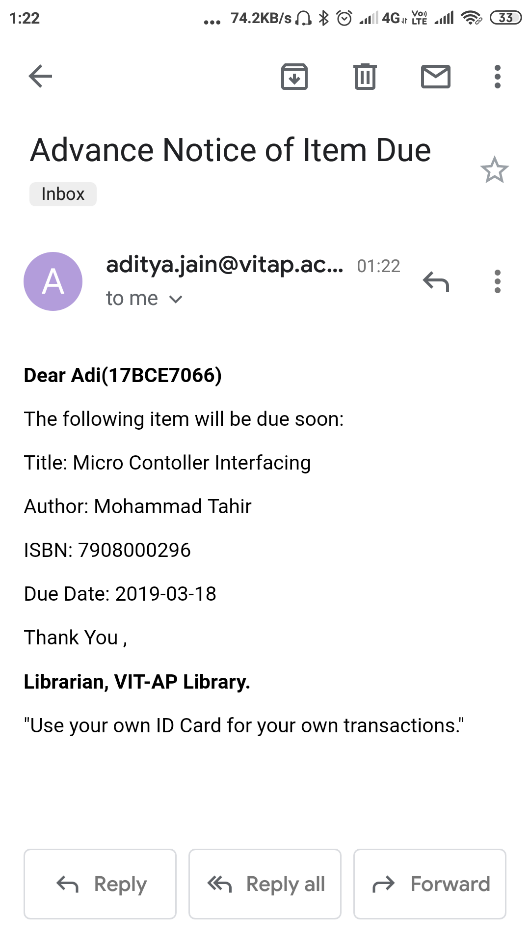 1:22 ... 74.2KB/s 4G Vo) LTE 33
Advance Notice of Item Due
Inbox
A
aditya.jain@vitap.ac... 01:22
to me
Dear Adi(17BCE7066)
The following item will be due soon:
Title: Micro Contoller Interfacing
Author: Mohammad Tahir
ISBN: 7908000296
Due Date: 2019-03-18
Thank You ,
Librarian, VIT-AP Library.
"Use your own ID Card for your own transactions."
Reply Reply all Forward